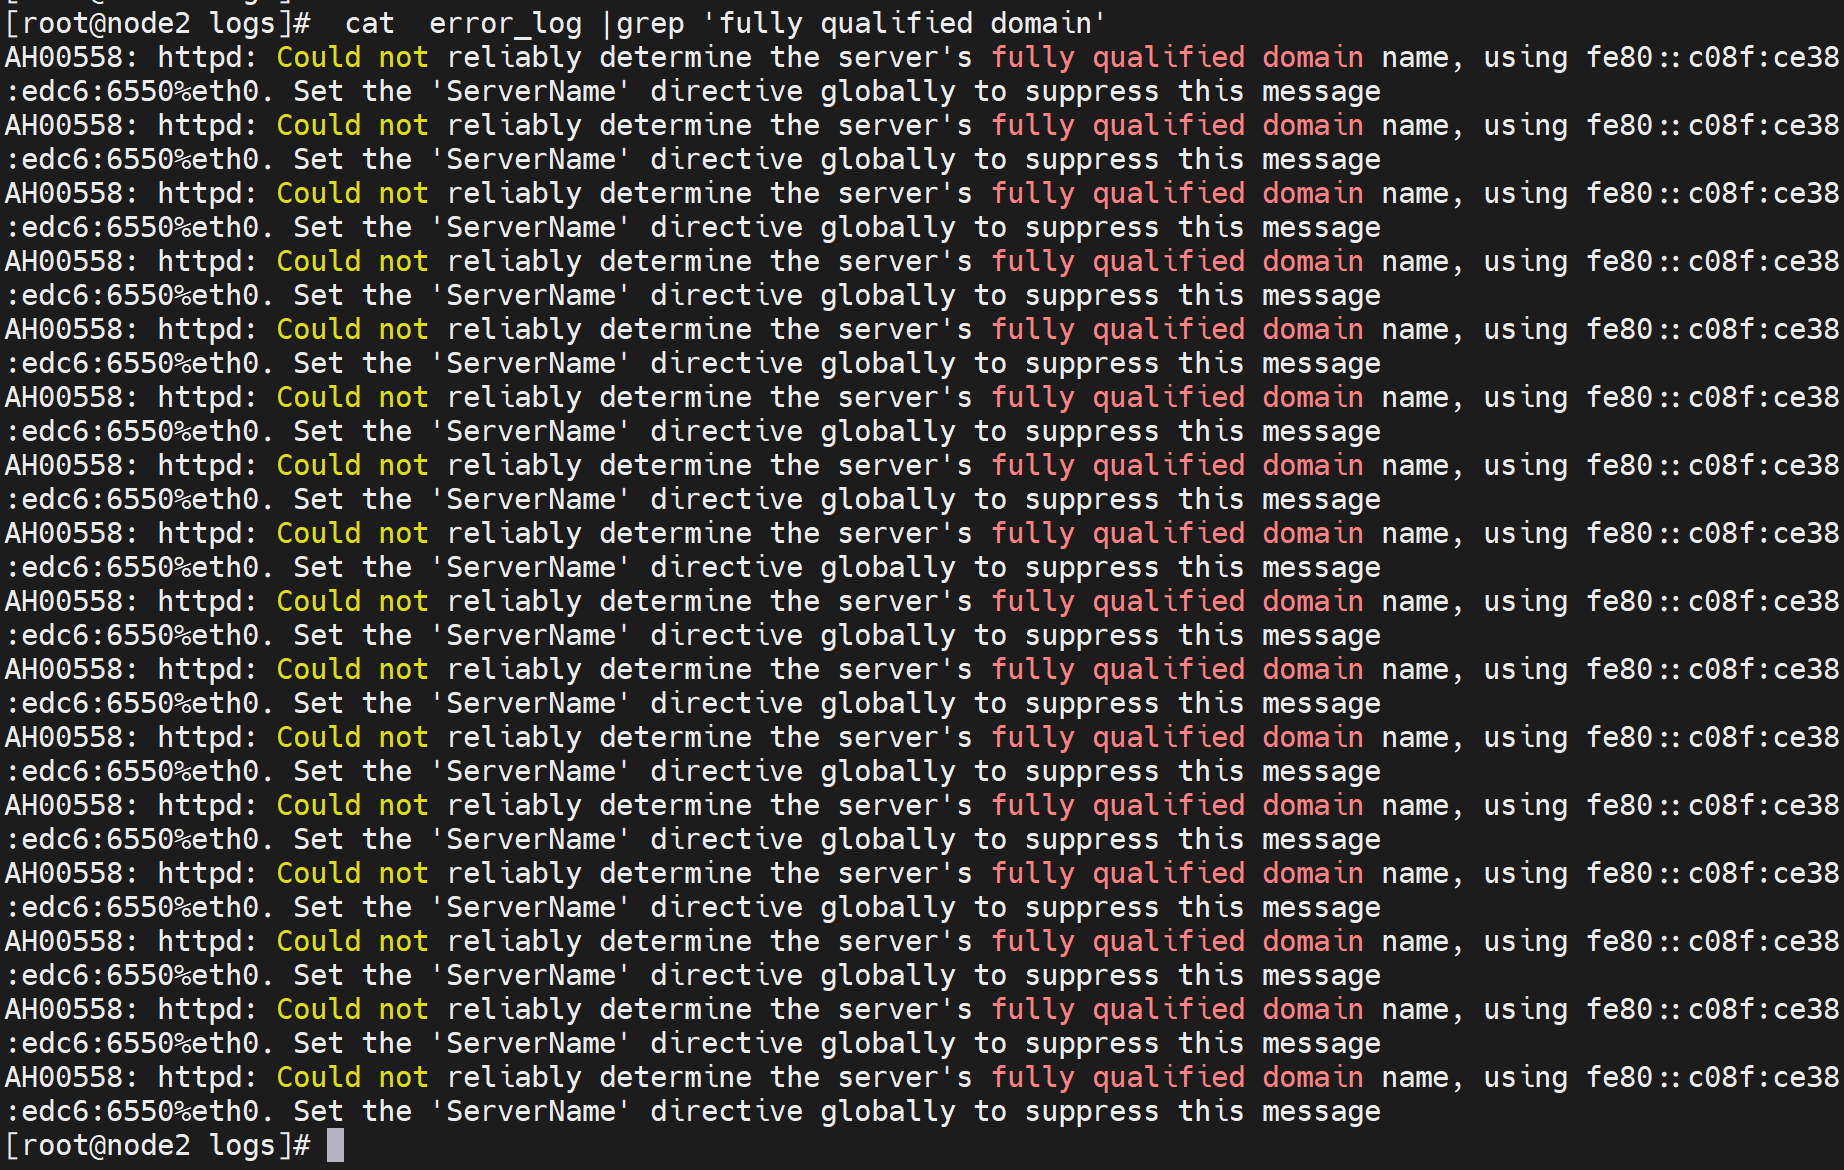 [root@node2 logs]#  cat  error_log |grep 'fully qualified domain'
AH00558: httpd: Could not reliably determine the server's fully qualified domain name, using fe80::c08f:ce38
:edc6:6550%eth0. Set the 'ServerName' directive globally to suppress this message
AH00558: httpd: Could not reliably determine the server's fully qualified domain name, using fe80::c08f:ce38
:edc6:6550%eth0. Set the 'ServerName' directive globally to suppress this message
AH00558: httpd: Could not reliably determine the server's fully qualified domain name, using fe80::c08f:ce38
:edc6:6550%eth0. Set the 'ServerName' directive globally to suppress this message
AH00558: httpd: Could not reliably determine the server's fully qualified domain name, using fe80::c08f:ce38
:edc6:6550%eth0. Set the 'ServerName' directive globally to suppress this message
AH00558: httpd: Could not reliably determine the server's fully qualified domain name, using fe80::c08f:ce38
:edc6:6550%eth0. Set the 'ServerName' directive globally to suppress this message
AH00558: httpd: Could not reliably determine the server's fully qualified domain name, using fe80::c08f:ce38
:edc6:6550%eth0. Set the 'ServerName' directive globally to suppress this message
AH00558: httpd: Could not reliably determine the server's fully qualified domain name, using fe80::c08f:ce38
:edc6:6550%eth0. Set the 'ServerName' directive globally to suppress this message
AH00558: httpd: Could not reliably determine the server's fully qualified domain name, using fe80::c08f:ce38
:edc6:6550%eth0. Set the 'ServerName' directive globally to suppress this message
AH00558: httpd: Could not reliably determine the server's fully qualified domain name, using fe80::c08f:ce38
:edc6:6550%eth0. Set the 'ServerName' directive globally to suppress this message
AH00558: httpd: Could not reliably determine the server's fully qualified domain name, using fe80::c08f:ce38
:edc6:6550%eth0. Set the 'ServerName' directive globally to suppress this message
AH00558: httpd: Could not reliably determine the server's fully qualified domain name, using fe80::c08f:ce38
:edc6:6550%eth0. Set the 'ServerName' directive globally to suppress this message
AH00558: httpd: Could not reliably determine the server's fully qualified domain name, using fe80::c08f:ce38
:edc6:6550%eth0. Set the 'ServerName' directive globally to suppress this message
AH00558: httpd: Could not reliably determine the server's fully qualified domain name, using fe80::c08f:ce38
:edc6:6550%eth0. Set the 'ServerName' directive globally to suppress this message
AH00558: httpd: Could not reliably determine the server's fully qualified domain name, using fe80::c08f:ce38
:edc6:6550%eth0. Set the 'ServerName' directive globally to suppress this message
AH00558: httpd: Could not reliably determine the server's fully qualified domain name, using fe80::c08f:ce38
:edc6:6550%eth0. Set the 'ServerName' directive globally to suppress this message
AH00558: httpd: Could not reliably determine the server's fully qualified domain name, using fe80::c08f:ce38
:edc6:6550%eth0. Set the 'ServerName' directive globally to suppress this message
[root@node2 logs]#